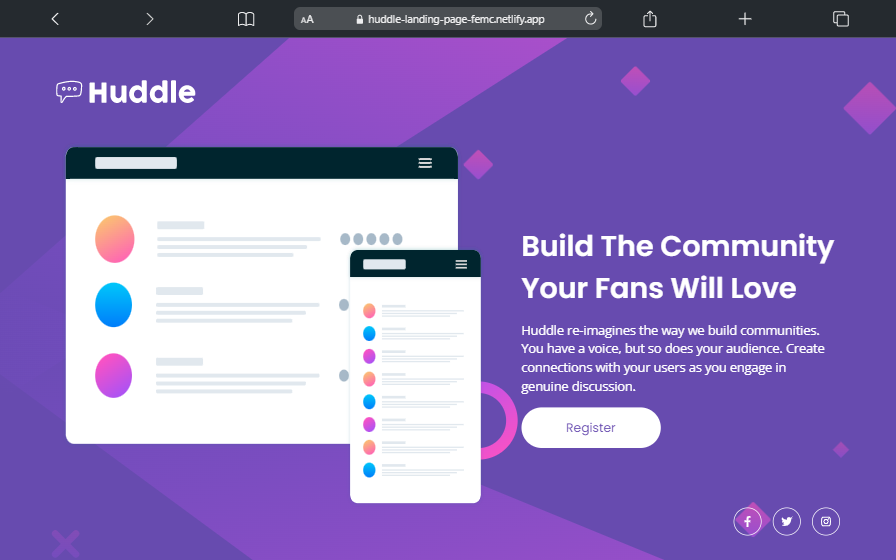 AA huddle-landing-page-femc.netlify.app
Huddle
Build The Community
Your Fans Will Love
Huddle re-imagines the way we build communities.
You have a voice, but so does your audience. Create
connections with your users as you engage in
genuine discussion.
Register